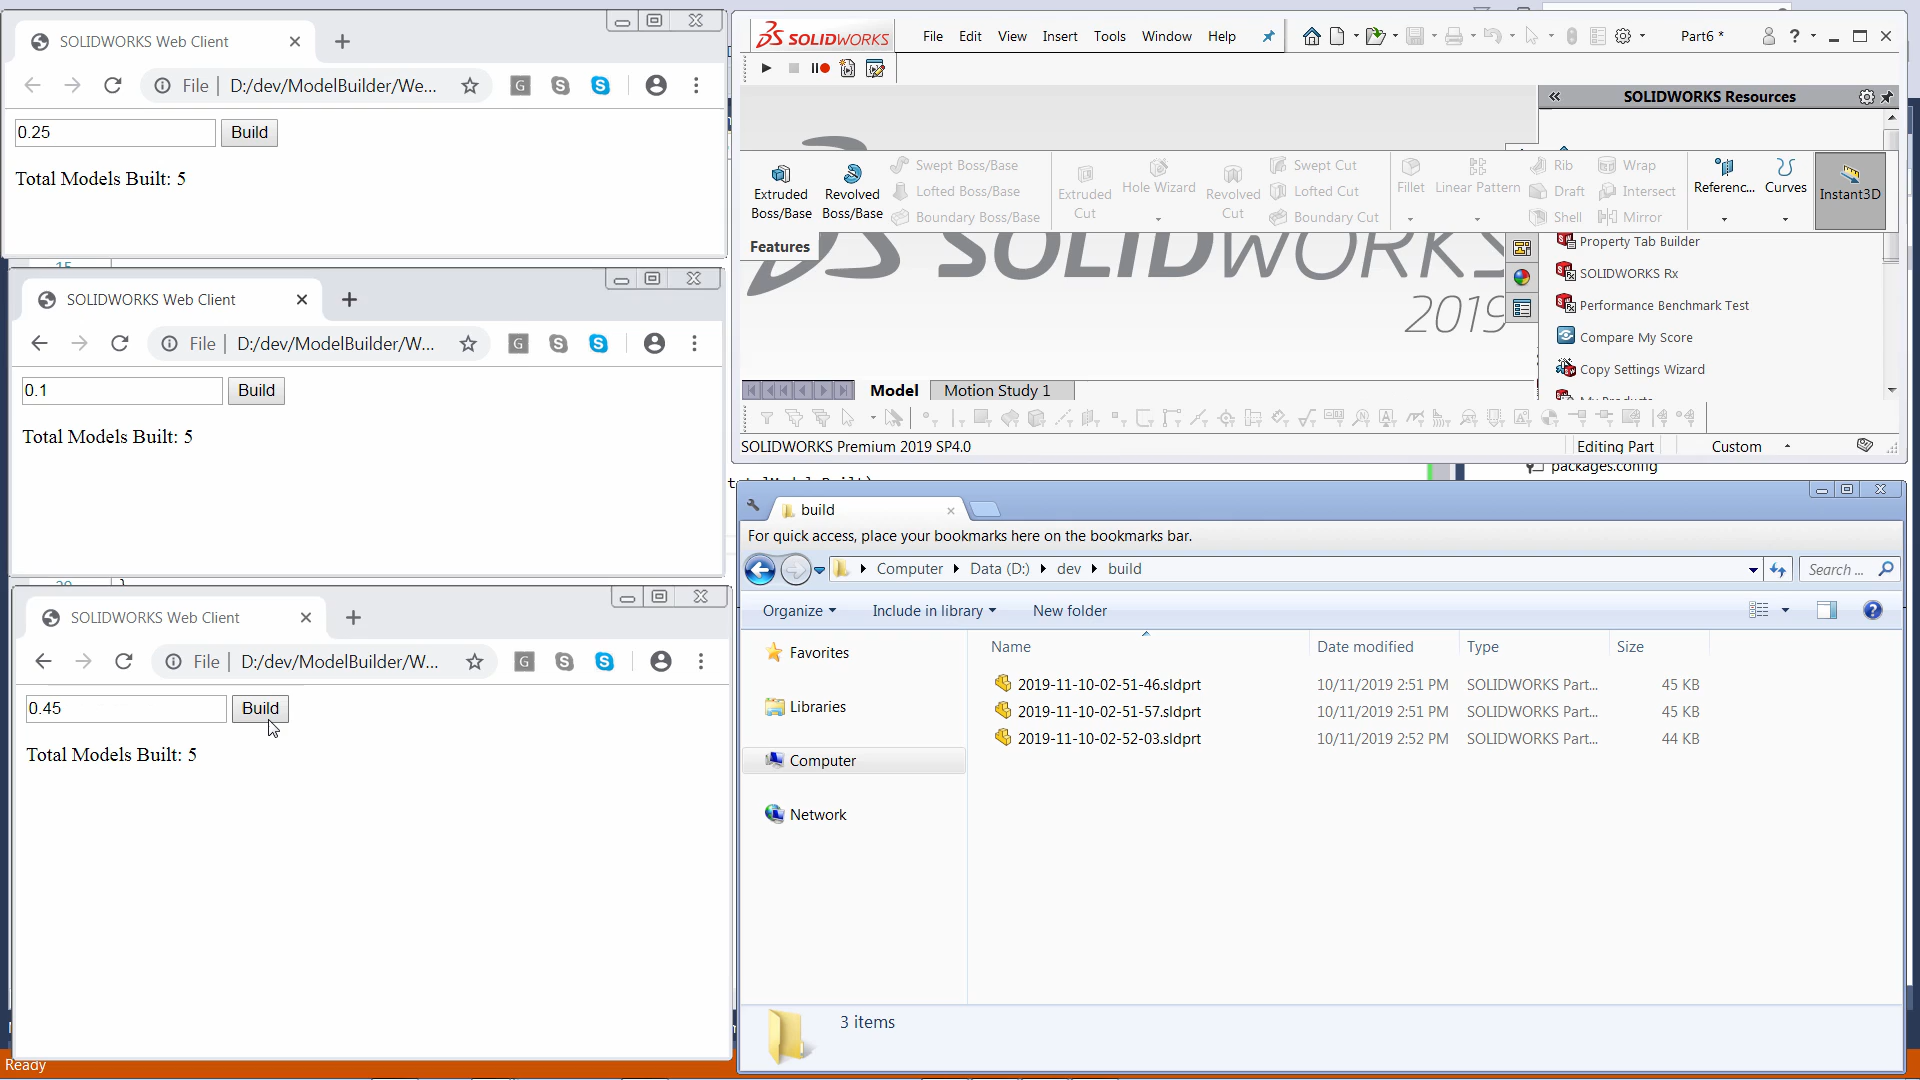 SOLIDWORKS Web Client
File | D:/dev/ModelBuilder/We...
0.25
Build
Total Models Built: 5
15
SOLIDWORKS Web Client
File | D:/dev/ModelBuilder/W...
0.1
Build
Total Models Built: 5
SOLIDWORKS Web Client
File | D:/dev/ModelBuilder/W...
0.45
Build
Total Models Built: 5
Ready
SOLIDWORKS
File Edit View Insert Tools Window Help
Part6 *
SOLIDWORKS Resources
Extruded Boss/Base
Revolved Boss/Base
Swept Boss/Base
Lofted Boss/Base
Boundary Boss/Base
Extruded Cut
Hole Wizard
Revolved Cut
Swept Cut
Lofted Cut
Boundary Cut
Fillet
Linear Pattern
Rib
Draft
Shell
Wrap
Intersect
Mirror
Referenc...
Curves
Instant3D
Features
SOLIDWORKS
2019
Property Tab Builder
SOLIDWORKS Rx
Performance Benchmark Test
Compare My Score
Copy Settings Wizard
My Products
Model
Motion Study 1
SOLIDWORKS Premium 2019 SP4.0
Editing Part
Custom
packages.config
build
For quick access, place your bookmarks here on the bookmarks bar.
Computer Data (D:) dev build
Search ...
Organize
Include in library
New folder
Favorites
Libraries
Computer
Network
Name Date modified Type Size
2019-11-10-02-51-46.sldprt 10/11/2019 2:51 PM SOLIDWORKS Part... 45 KB
2019-11-10-02-51-57.sldprt 10/11/2019 2:51 PM SOLIDWORKS Part... 45 KB
2019-11-10-02-52-03.sldprt 10/11/2019 2:52 PM SOLIDWORKS Part... 44 KB
3 items